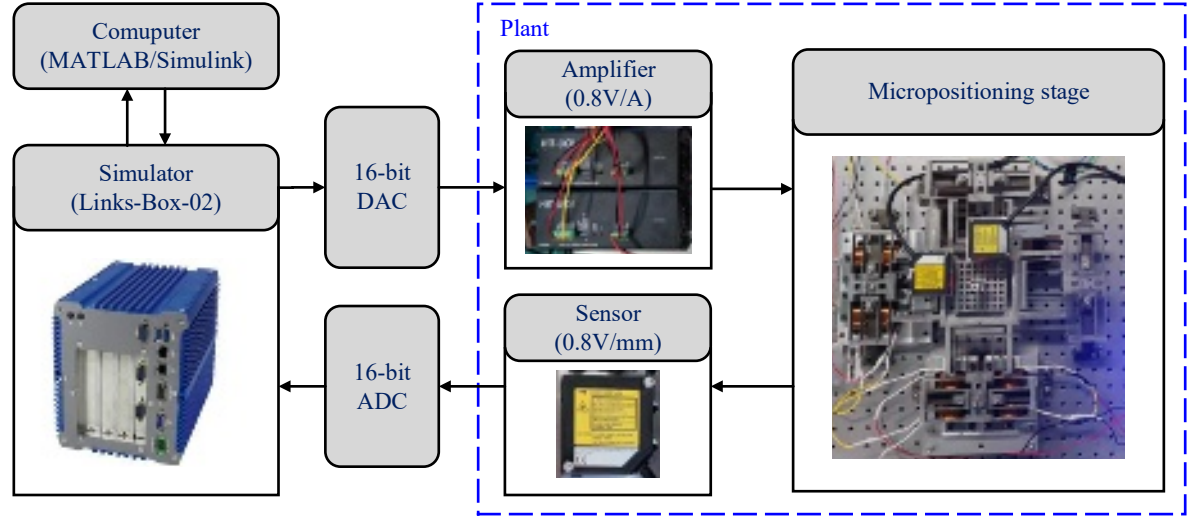 Comuputer
(MATLAB/Simulink)
Simulator
(Links-Box-02)
16-bit
DAC
16-bit
ADC
Plant
Amplifier
(0.8V/A)
Sensor
(0.8V/mm)
Micropositioning stage